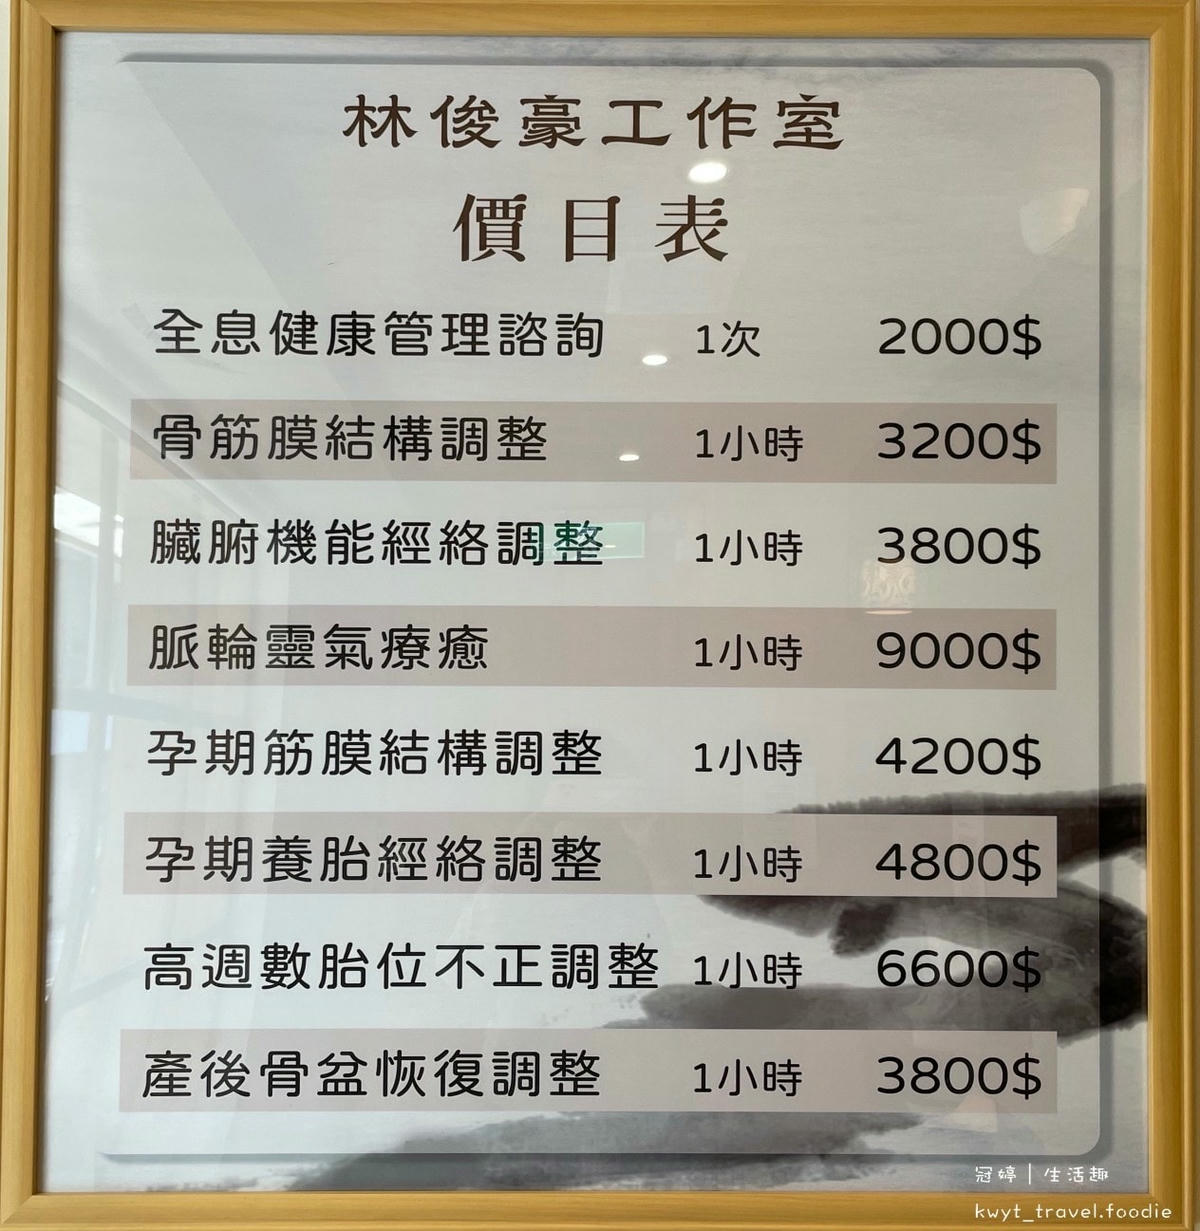 林俊豪工作室
價目表
全息健康管理諮詢 1次 2000$
骨筋膜結構調整 1小時 3200$
臟腑機能經絡調整 1小時 3800$
脈輪靈氣療癒 1小時 9000$
孕期筋膜結構調整 1小時 4200$
孕期養胎經絡調整 1小時 4800$
高週數胎位不正調整 1小時 6600$
產後骨盆恢復調整 1小時 3800$
冠婷｜生活趣
kwyt_travel.foodie